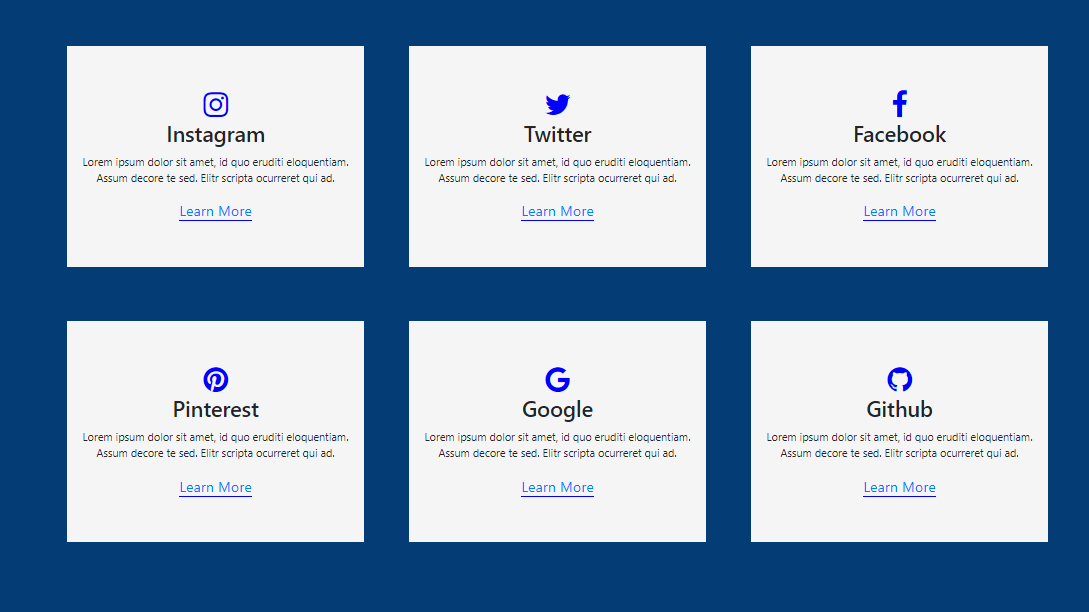 Instagram
Lorem ipsum dolor sit amet, id quo eruditi eloquentiam.
Assum decore te sed. Elitr scripta ocurreret qui ad.
Learn More
Twitter
Lorem ipsum dolor sit amet, id quo eruditi eloquentiam.
Assum decore te sed. Elitr scripta ocurreret qui ad.
Learn More
Facebook
Lorem ipsum dolor sit amet, id quo eruditi eloquentiam.
Assum decore te sed. Elitr scripta ocurreret qui ad.
Learn More
Pinterest
Lorem ipsum dolor sit amet, id quo eruditi eloquentiam.
Assum decore te sed. Elitr scripta ocurreret qui ad.
Learn More
Google
Lorem ipsum dolor sit amet, id quo eruditi eloquentiam.
Assum decore te sed. Elitr scripta ocurreret qui ad.
Learn More
Github
Lorem ipsum dolor sit amet, id quo eruditi eloquentiam.
Assum decore te sed. Elitr scripta ocurreret qui ad.
Learn More